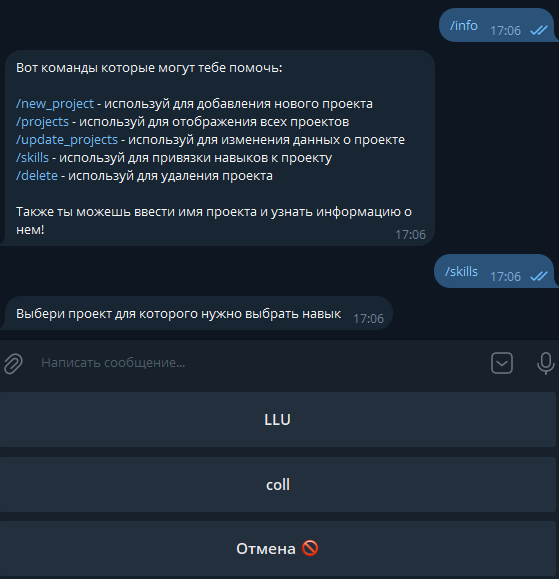 /info 17:06
Вот команды которые могут тебе помочь:
/new_project - используй для добавления нового проекта
/projects - используй для отображения всех проектов
/update_projects - используй для изменения данных о проекте
/skills - используй для привязки навыков к проекту
/delete - используй для удаления проекта
Также ты можешь ввести имя проекта и узнать информацию о
нем!
17:06
/skills 17:06
Выбери проект для которого нужно выбрать навык 17:06
Написать сообщение...
LLU
coll
Отмена 🚫